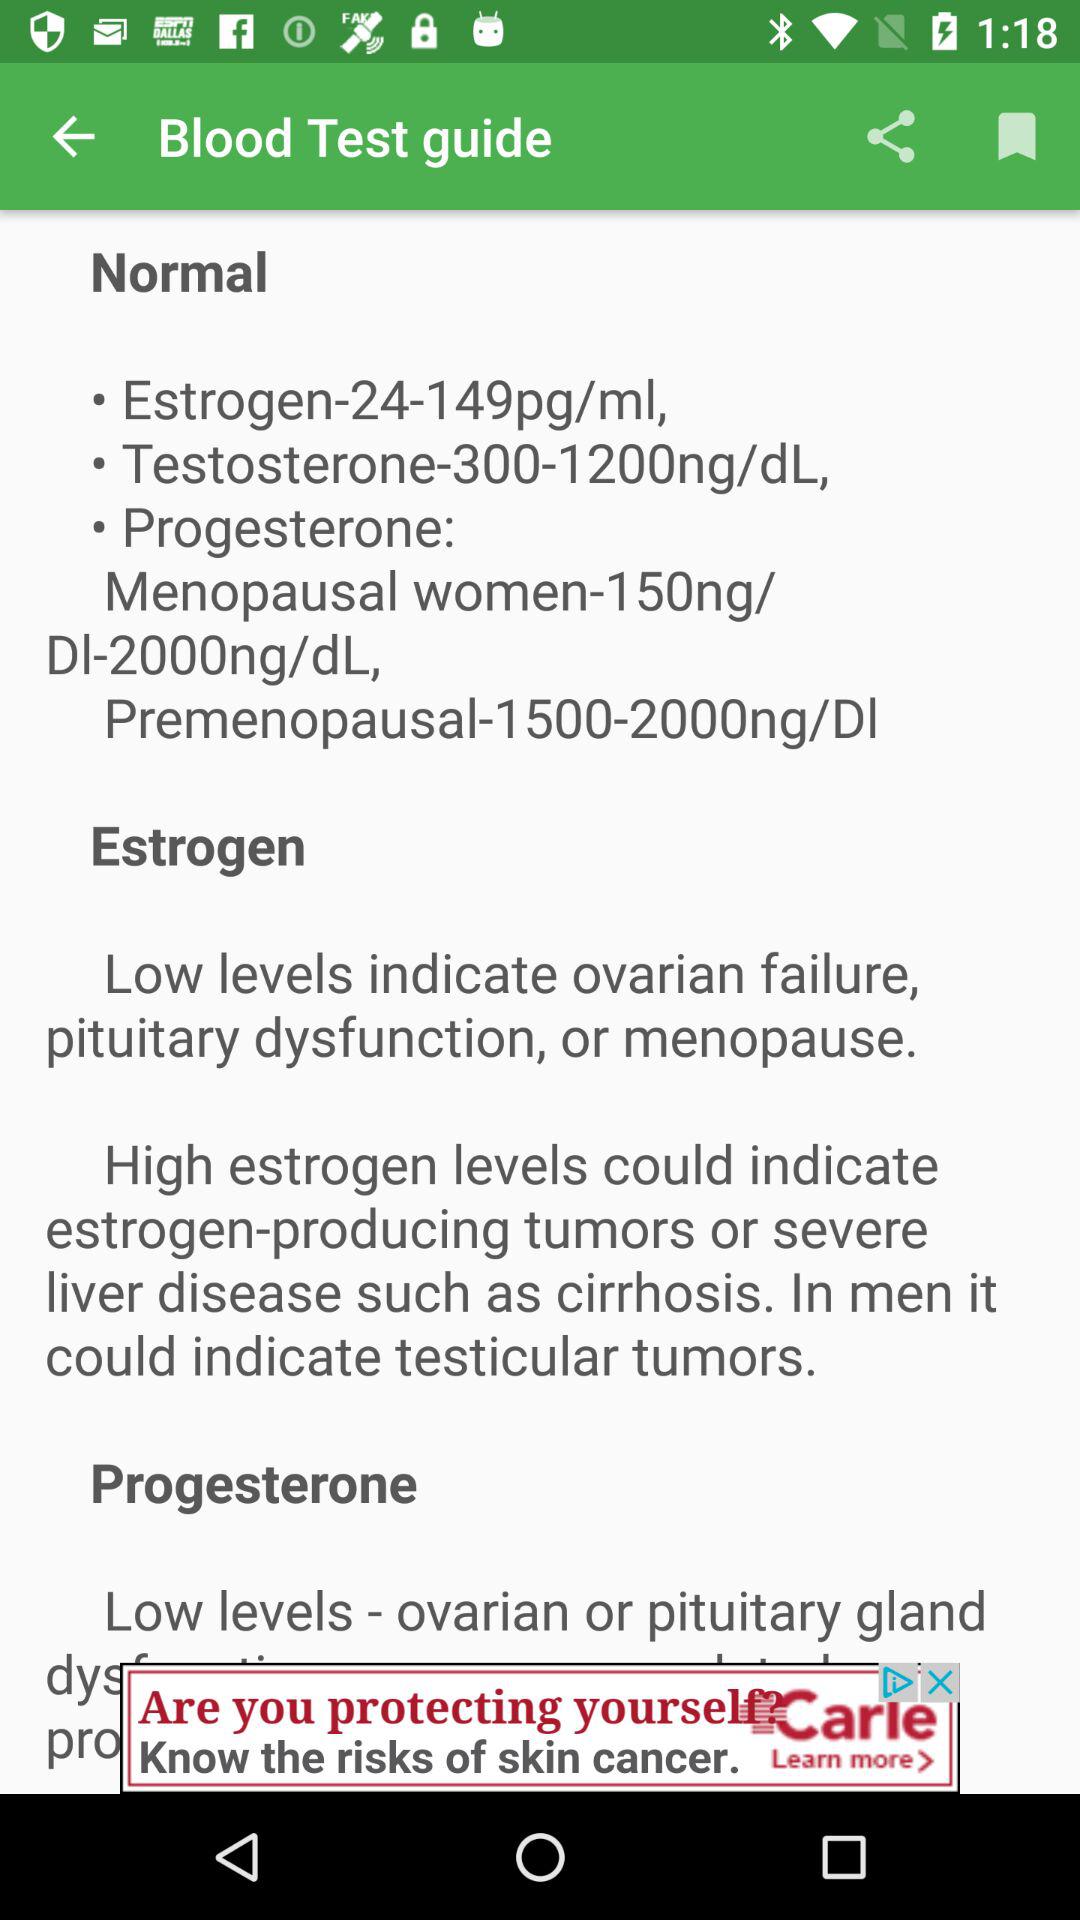 ESPN
DALLAS
FAKE
1:18
Blood Test guide
Normal
• Estrogen-24-149pg/ml,
• Testosterone-300-1200ng/dL,
• Progesterone:
Menopausal women-150ng/
Dl-2000ng/dL,
Premenopausal-1500-2000ng/Dl
Estrogen
Low levels indicate ovarian failure,
pituitary dysfunction, or menopause.
High estrogen levels could indicate
estrogen-producing tumors or severe
liver disease such as cirrhosis. In men it
could indicate testicular tumors.
Progesterone
Low levels - ovarian or pituitary gland
Are you protecting yourself?
Know the risks of skin cancer.
Carle
Learn more